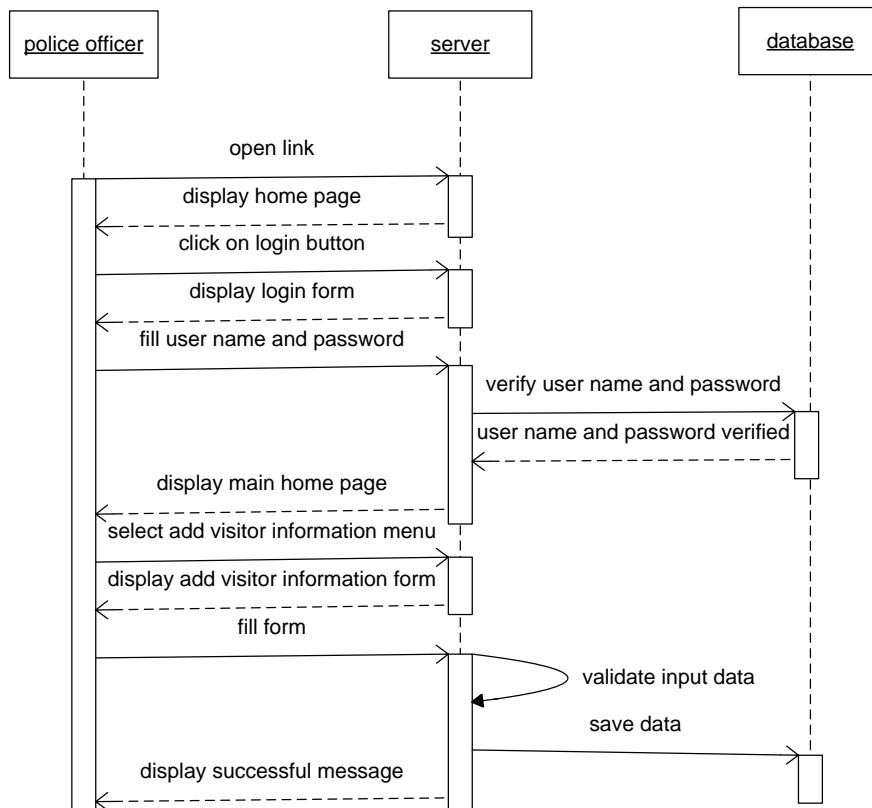 police officer
server
database
open link
display home page
click on login button
display login form
fill user name and password
verify user name and password
user name and password verified
display main home page
select add visitor information menu
display add visitor information form
fill form
validate input data
save data
display successful message